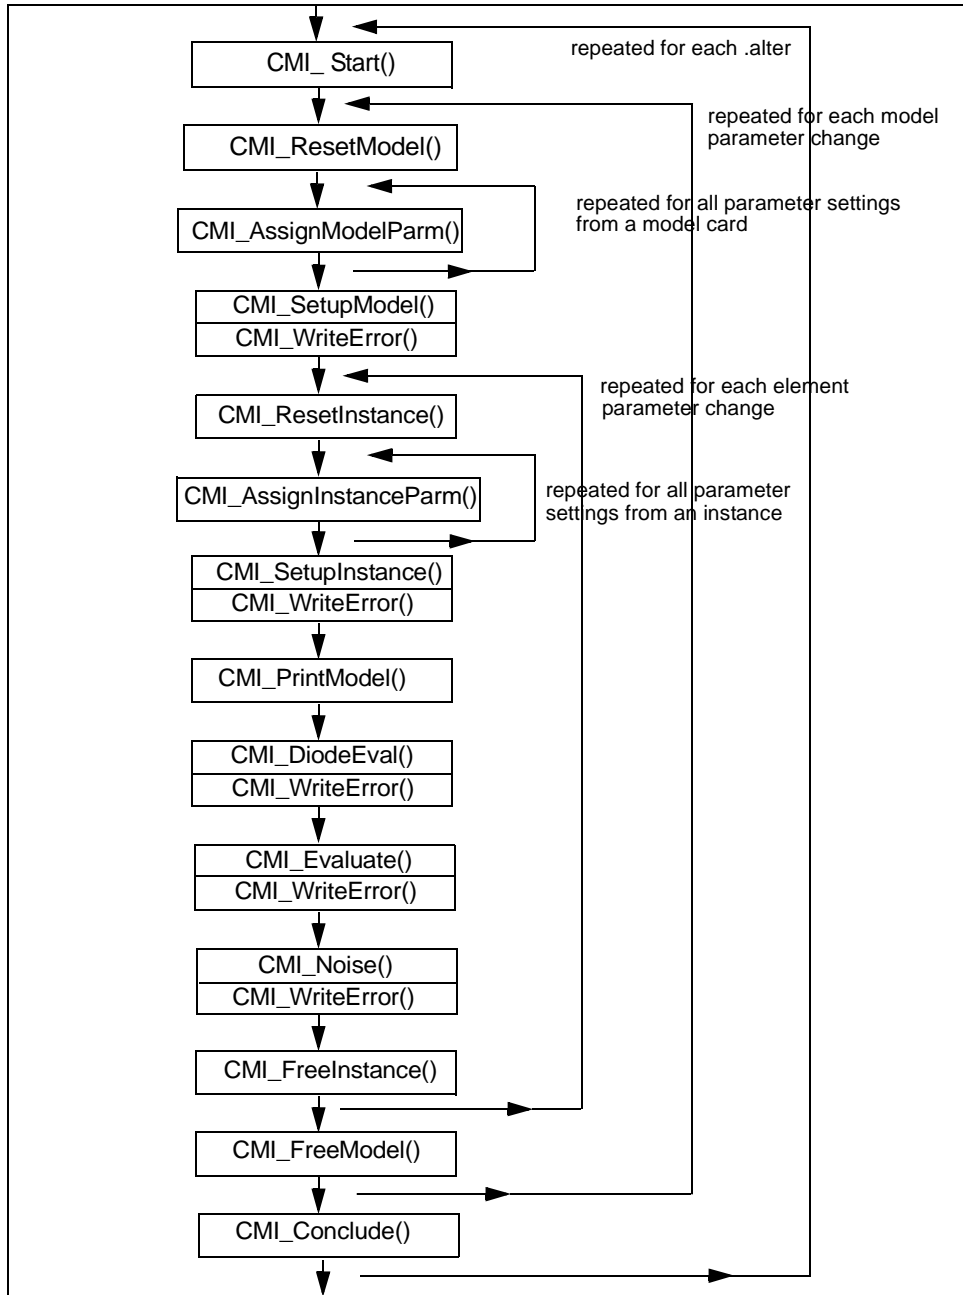 repeated for each .alter
CMI_ Start()
repeated for each model
parameter change
CMI_ResetModel()
repeated for all parameter settings
from a model card
CMI_AssignModelParm()
CMI_SetupModel()
CMI_WriteError()
repeated for each element
parameter change
CMI_ResetInstance()
CMI_AssignInstanceParm()
repeated for all parameter
settings from an instance
CMI_SetupInstance()
CMI_WriteError()
CMI_PrintModel()
CMI_DiodeEval()
CMI_WriteError()
CMI_Evaluate()
CMI_WriteError()
CMI_Noise()
CMI_WriteError()
CMI_FreeInstance()
CMI_FreeModel()
CMI_Conclude()